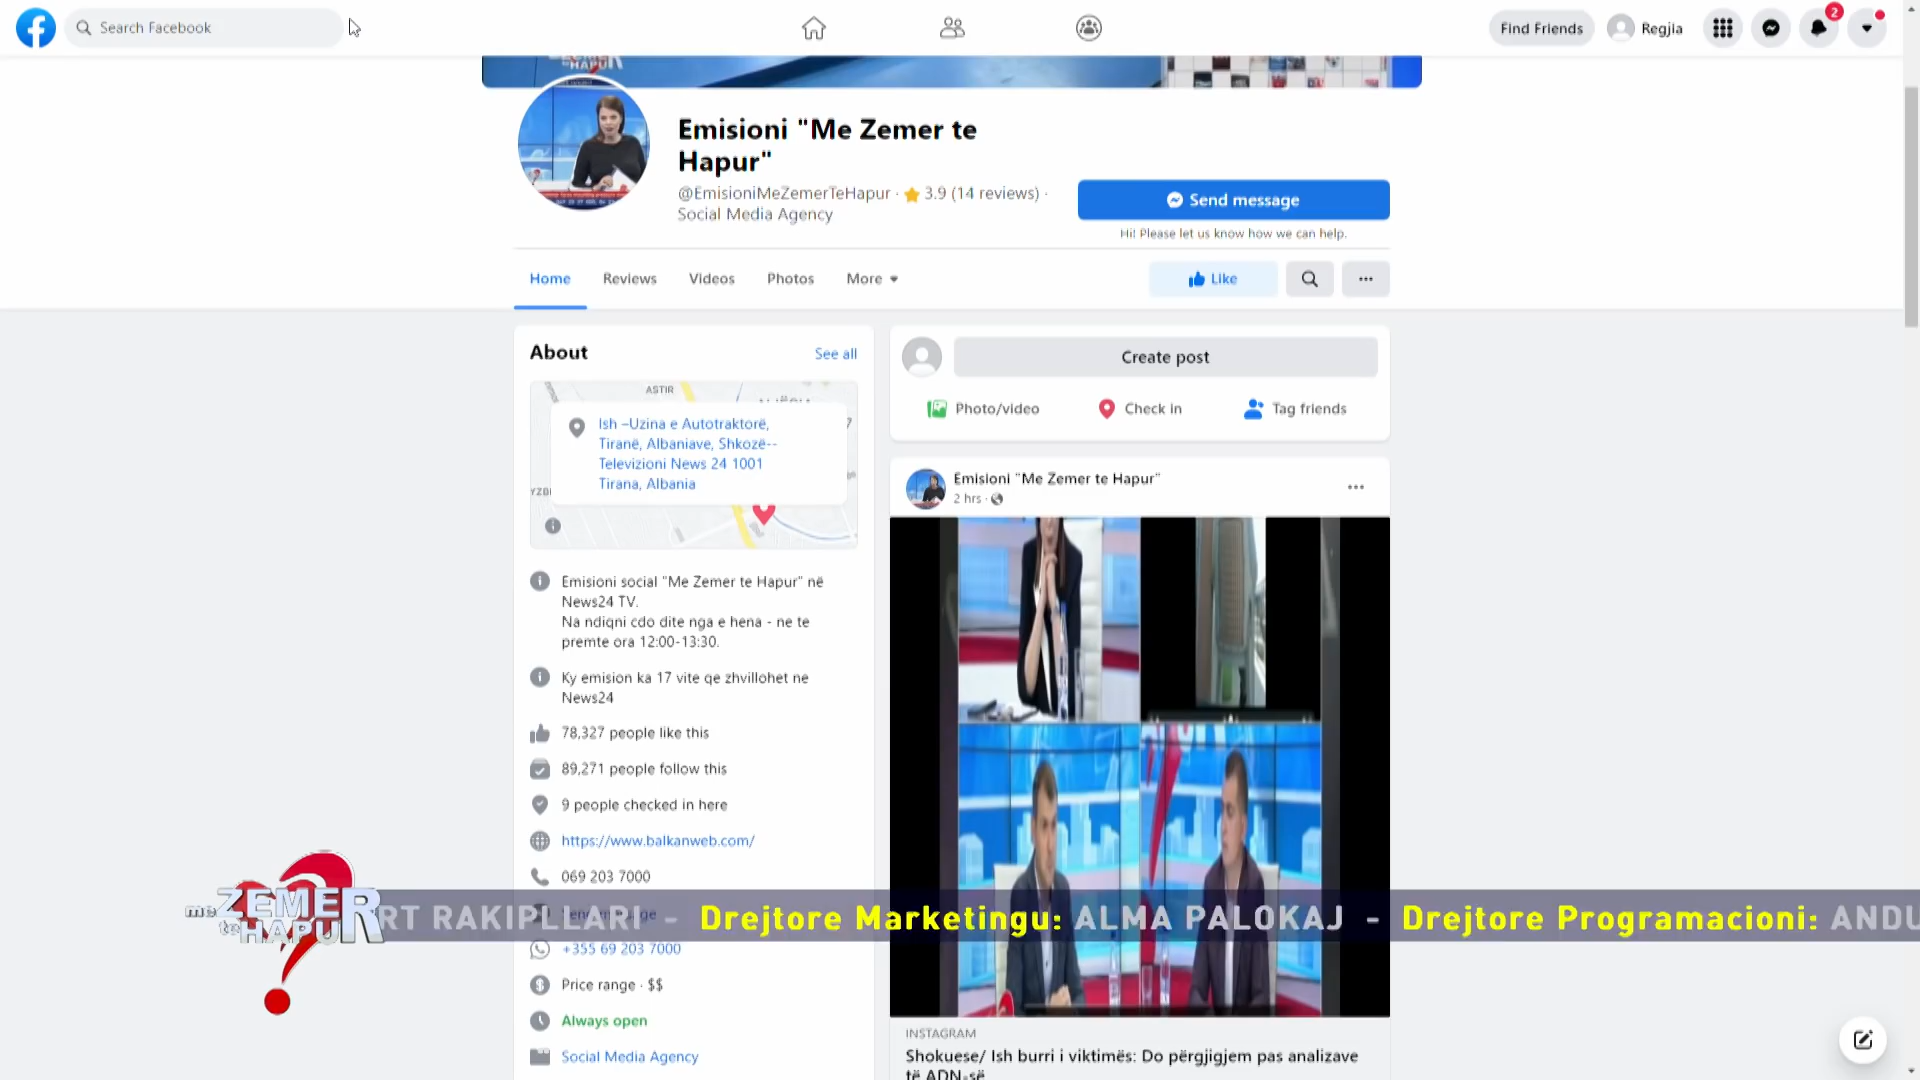 Search Facebook
Find Friends
Regjia
2
Emisioni "Me Zemer te
Hapur"
@EmisioniMeZemerTeHapur · 3.9 (14 reviews) ·
Social Media Agency
Send message
Hi! Please let us know how we can help.
Home
Reviews
Videos
Photos
More
Like
About
See all
ASTIR
Ish –Uzina e Autotraktorë,
Tiranë, Albaniave, Shkozë--
Televizioni News 24 1001
Tirana, Albania
Create post
Photo/video
Check in
Tag friends
Emisioni "Me Zemer te Hapur"
2 hrs ·
Emisioni social "Me Zemer te Hapur" në
News24 TV.
Na ndiqni cdo dite nga e hena - ne te
premte ora 12:00-13:30.
Ky emision ka 17 vite qe zhvillohet ne
News24
78,327 people like this
89,271 people follow this
9 people checked in here
https://www.balkanweb.com/
069 203 7000
me ZEMER
te HAPUR
RT RAKIPLLARI - Drejtore Marketingu: ALMA PALOKAJ - Drejtore Programacioni: ANDU
+355 69 203 7000
Price range · $$
Always open
Social Media Agency
INSTAGRAM
Shokuese/ Ish burri i viktimës: Do përgjigjem pas analizave
të ADN-së